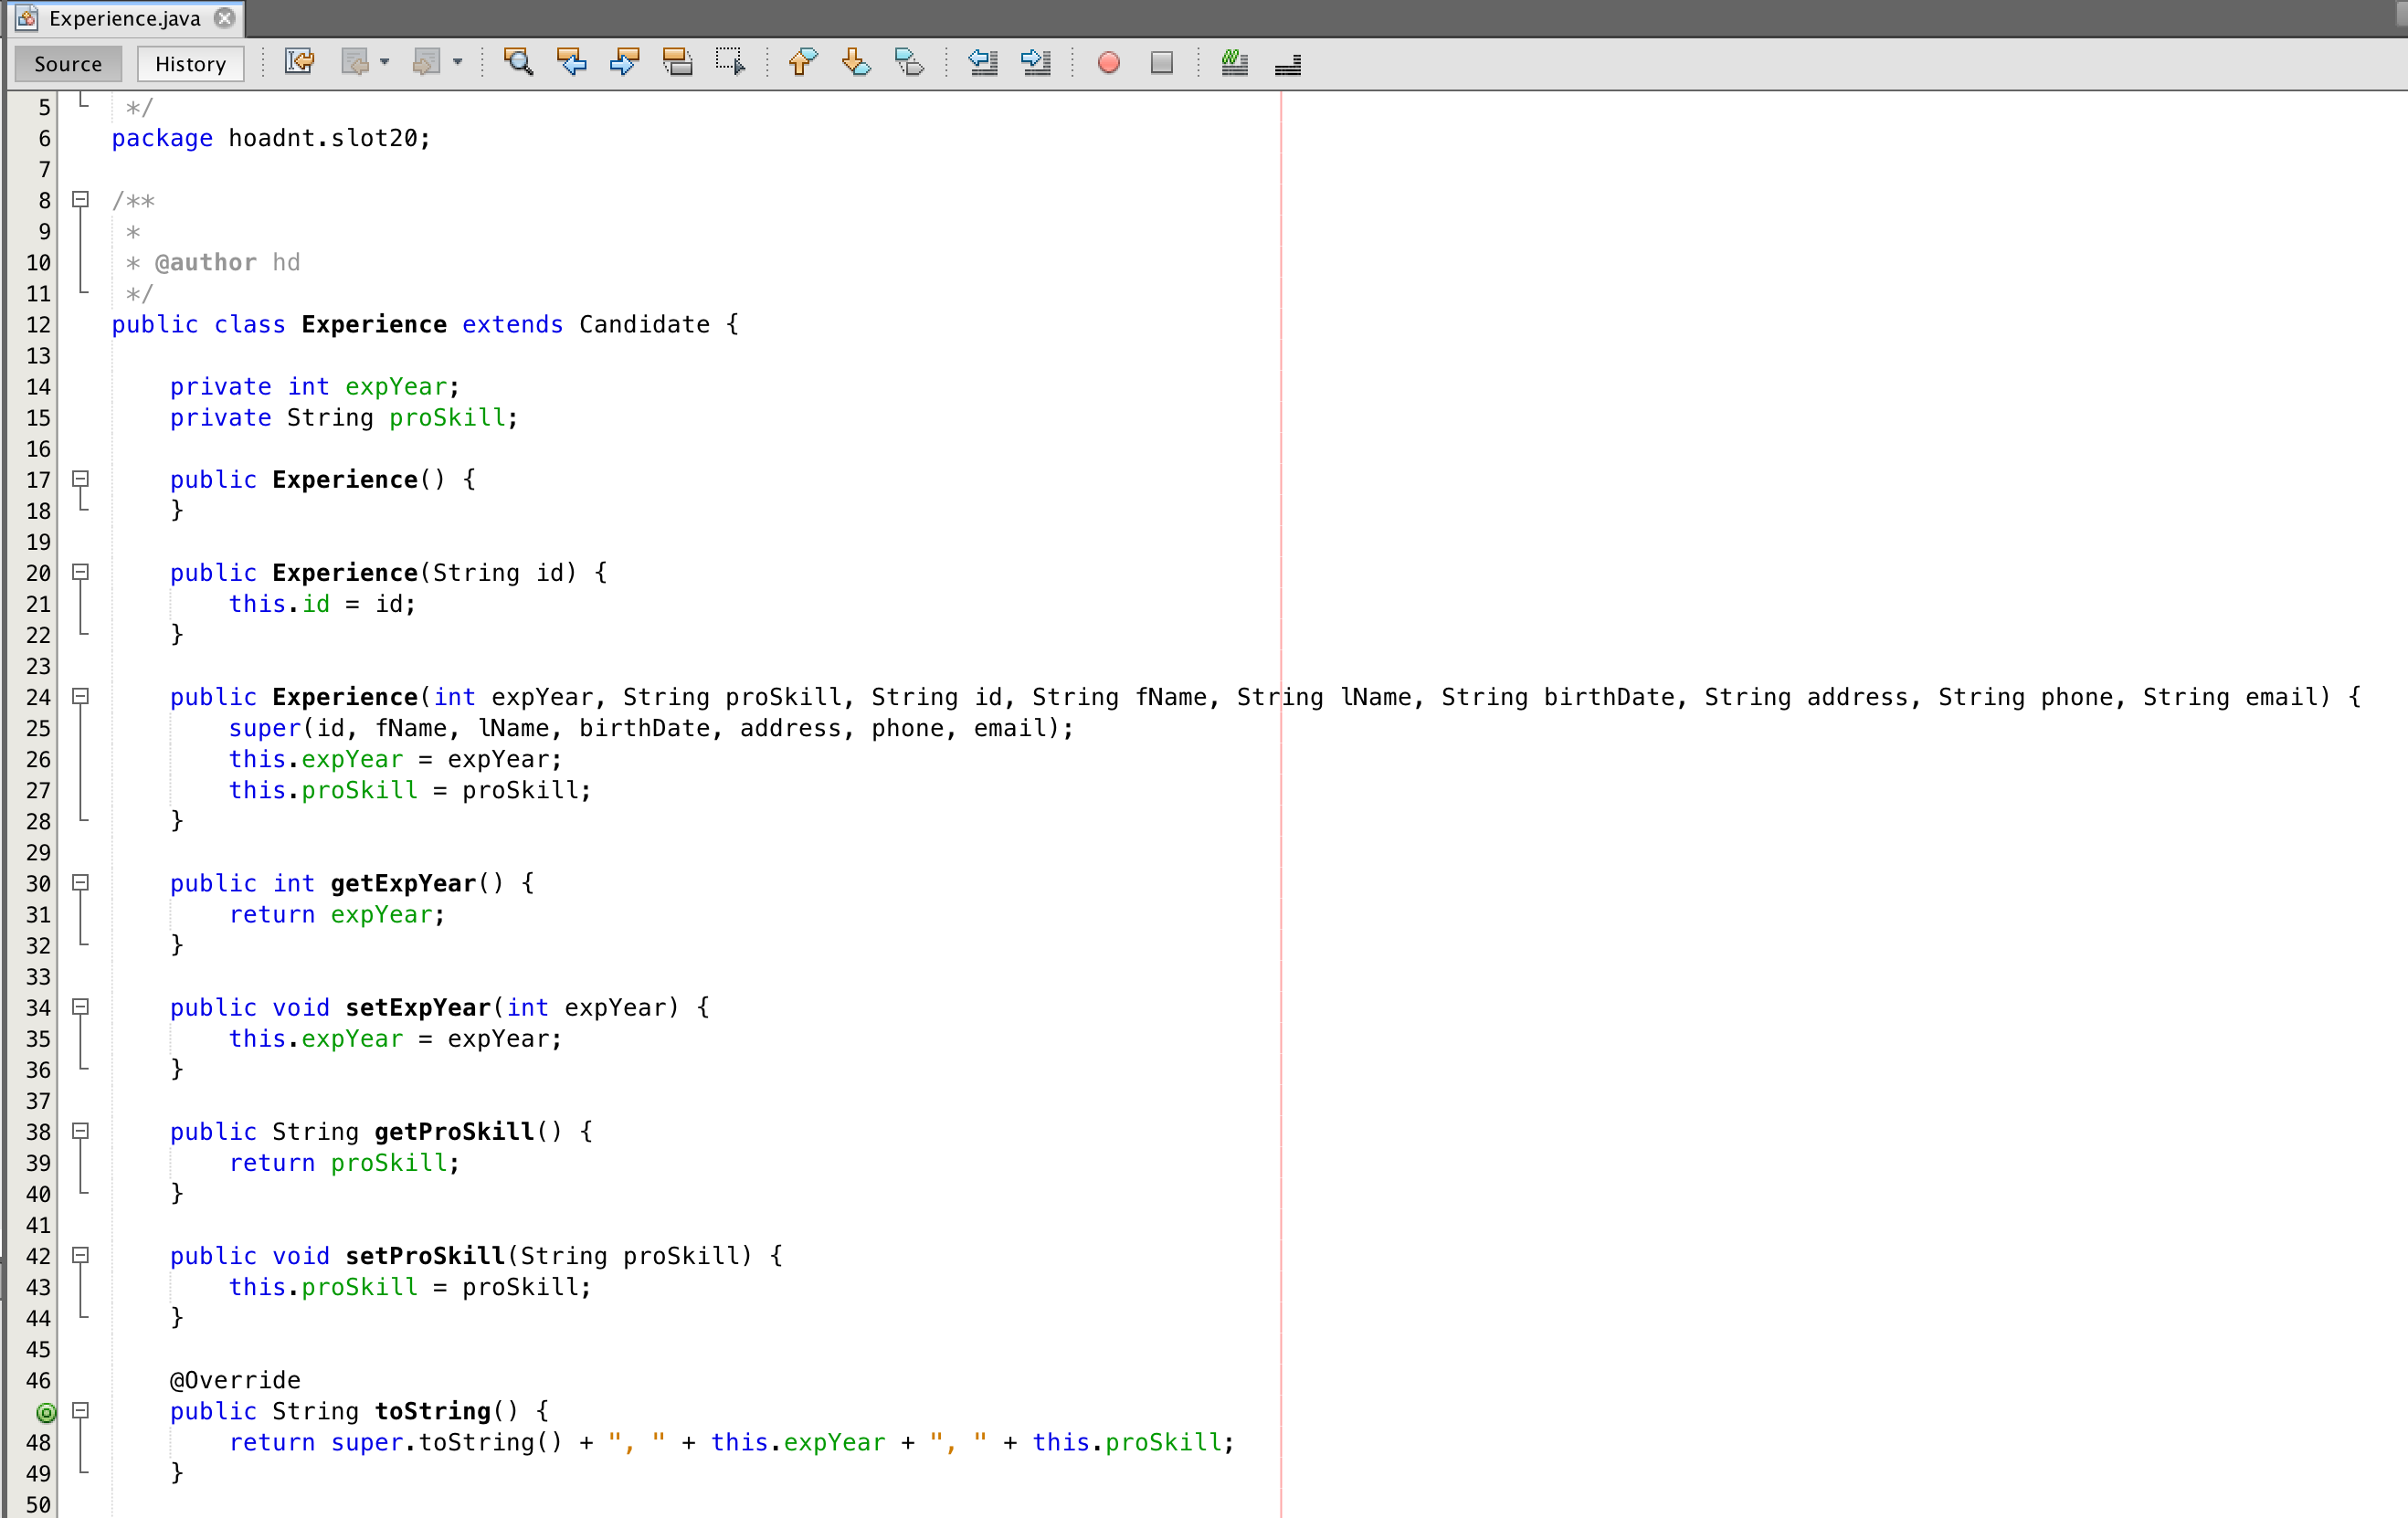 Experience.java
Source History
5 */
6 package hoadnt.slot20;
7
8 /**
9 *
10 * @author hd
11 */
12 public class Experience extends Candidate {
13
14 private int expYear;
15 private String proSkill;
16
17 public Experience() {
18 }
19
20 public Experience(String id) {
21 this.id = id;
22 }
23
24 public Experience(int expYear, String proSkill, String id, String fName, String lName, String birthDate, String address, String phone, String email) {
25 super(id, fName, lName, birthDate, address, phone, email);
26 this.expYear = expYear;
27 this.proSkill = proSkill;
28 }
29
30 public int getExpYear() {
31 return expYear;
32 }
33
34 public void setExpYear(int expYear) {
35 this.expYear = expYear;
36 }
37
38 public String getProSkill() {
39 return proSkill;
40 }
41
42 public void setProSkill(String proSkill) {
43 this.proSkill = proSkill;
44 }
45
46 @Override
public String toString() {
48 return super.toString() + ", " + this.expYear + ", " + this.proSkill;
49 }
50